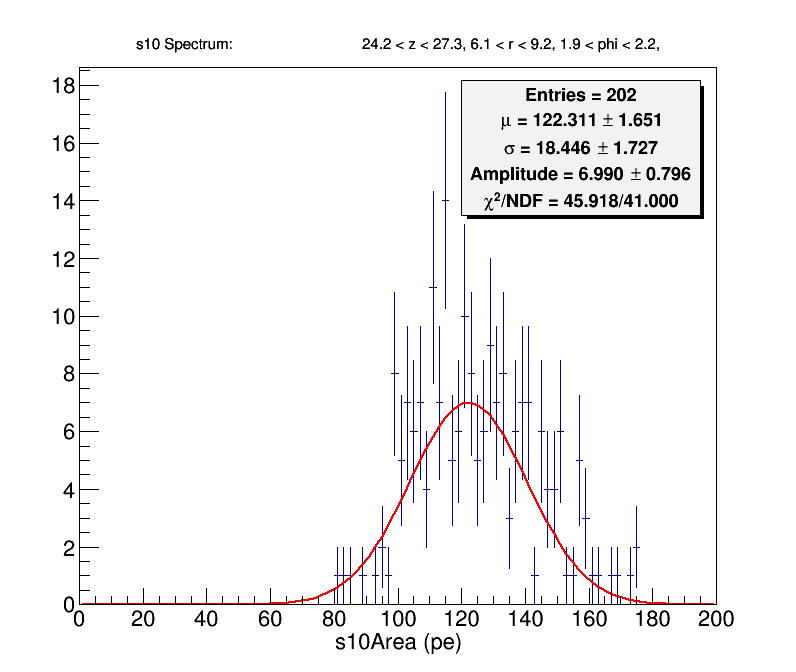 s10 Spectrum: 24.2 < z < 27.3, 6.1 < r < 9.2, 1.9 < phi < 2.2,
Entries = 202
μ = 122.311 ± 1.651
σ = 18.446 ± 1.727
Amplitude = 6.990 ± 0.796
χ²/NDF = 45.918/41.000
18
16
14
12
10
8
6
4
2
0
0 20 40 60 80 100 120 140 160 180 200
s10Area (pe)